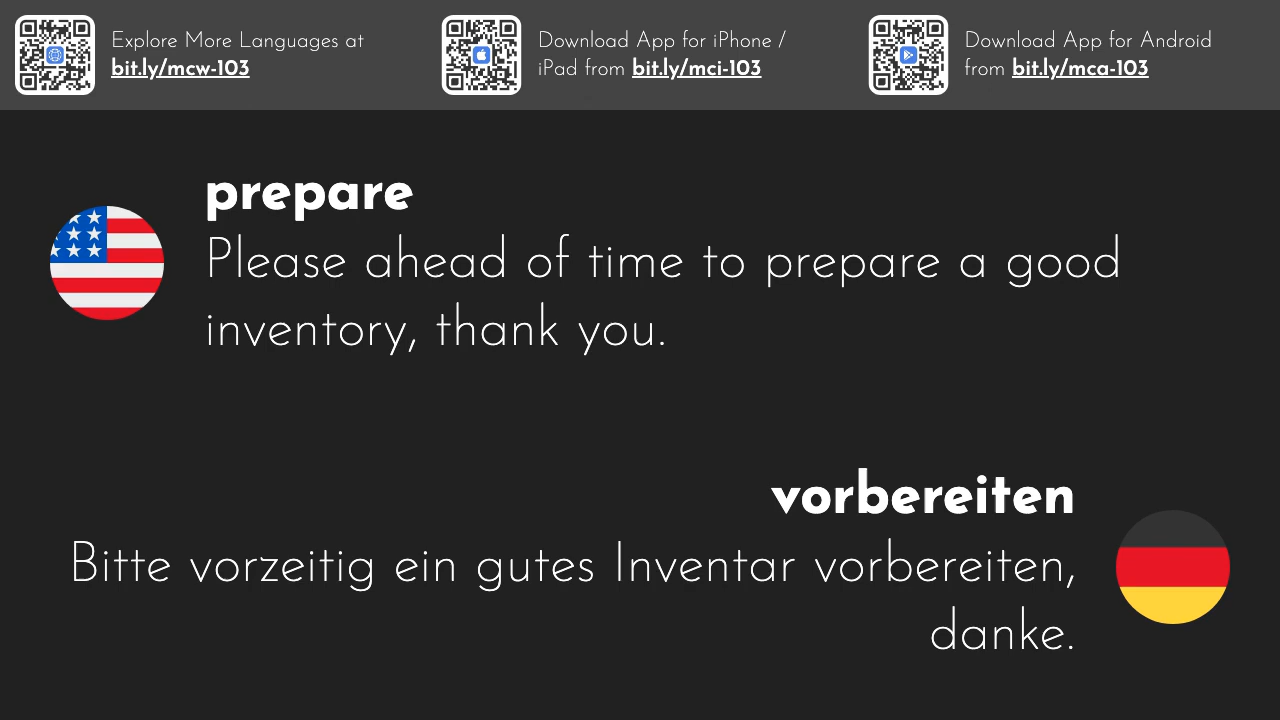 Explore More Languages at
bit.ly/mcw-103
Download App for iPhone /
iPad from bit.ly/mci-103
Download App for Android
from bit.ly/mca-103
prepare
Please ahead of time to prepare a good
inventory, thank you.
vorbereiten
Bitte vorzeitig ein gutes Inventar vorbereiten,
danke.